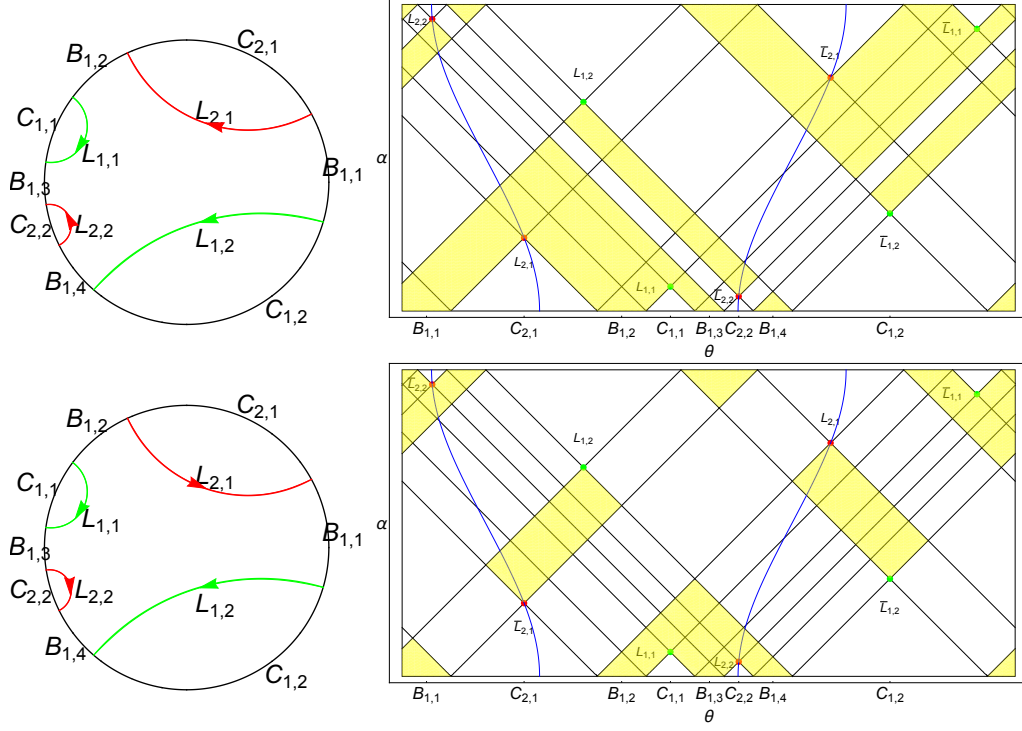 C2,1
B1,2
C1,1
L2,1
L1,1
B1,1
B1,3
C2,2
L2,2
L1,2
B1,4
C1,2
α
L2,2
L̅1,1
L̅2,1
L1,2
L̅1,2
L2,1
L1,1
L̅2,2
B1,1 C2,1 B1,2 C1,1 B1,3 C2,2 B1,4 C1,2
θ
C2,1
B1,2
C1,1
L2,1
L1,1
B1,1
B1,3
C2,2
L2,2
L1,2
B1,4
C1,2
α
L̅2,2
L̅1,1
L2,1
L1,2
L̅1,2
L̅2,1
L1,1
L2,2
B1,1 C2,1 B1,2 C1,1 B1,3 C2,2 B1,4 C1,2
θ